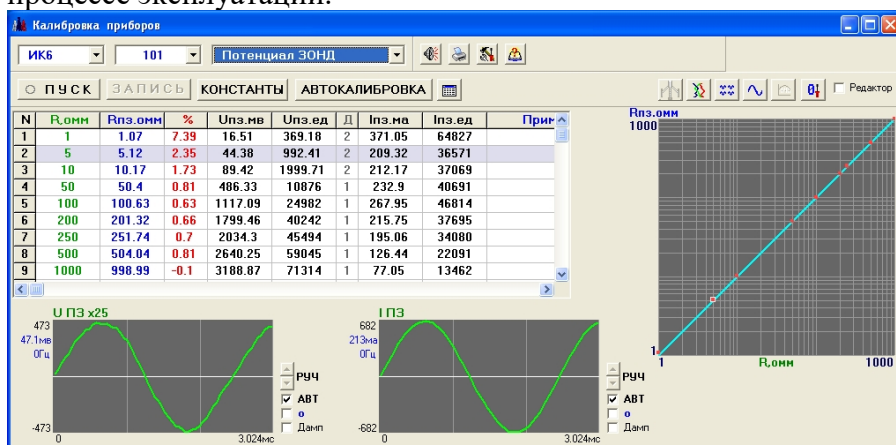 процессе эксплуатации.
Калибровка приборов
ИК6 101 Потенциал ЗОНД
ПУСК ЗАПИСЬ КОНСТАНТЫ АВТОКАЛИБРОВКА Редактор
N R,омм Rпз.омм % Uпз.мв Uпз.ед Д Iпз.ма Iпз.ед Прим
1 1 1.07 7.39 16.51 369.18 2 371.05 64827
2 5 5.12 2.35 44.38 992.41 2 209.32 36571
3 10 10.17 1.73 89.42 1999.71 2 212.17 37069
4 50 50.4 0.81 486.33 10876 1 232.9 40691
5 100 100.63 0.63 1117.09 24982 1 267.95 46814
6 200 201.32 0.66 1799.46 40242 1 215.75 37695
7 250 251.74 0.7 2034.3 45494 1 195.06 34080
8 500 504.04 0.81 2640.25 59045 1 126.44 22091
9 1000 998.99 -0.1 3188.87 71314 1 77.05 13462
Rпз.омм
1000
1
1 R,омм 1000
U ПЗ x25
473
47.1мв
0Гц
-473
0 3.024мс
РУЧ
АВТ
о
Дамп
I ПЗ
682
213ма
0Гц
-682
0 3.024мс
РУЧ
АВТ
о
Дамп